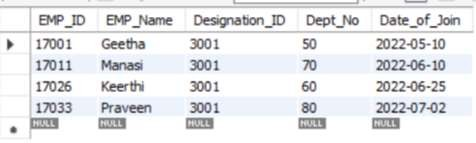 EMP_ID EMP_Name Designation_ID Dept_No Date_of_Join
17001 Geetha 3001 50 2022-05-10
17011 Manasi 3001 70 2022-06-10
17026 Keerthi 3001 60 2022-06-25
17033 Praveen 3001 80 2022-07-02
NULL NULL NULL NULL NULL